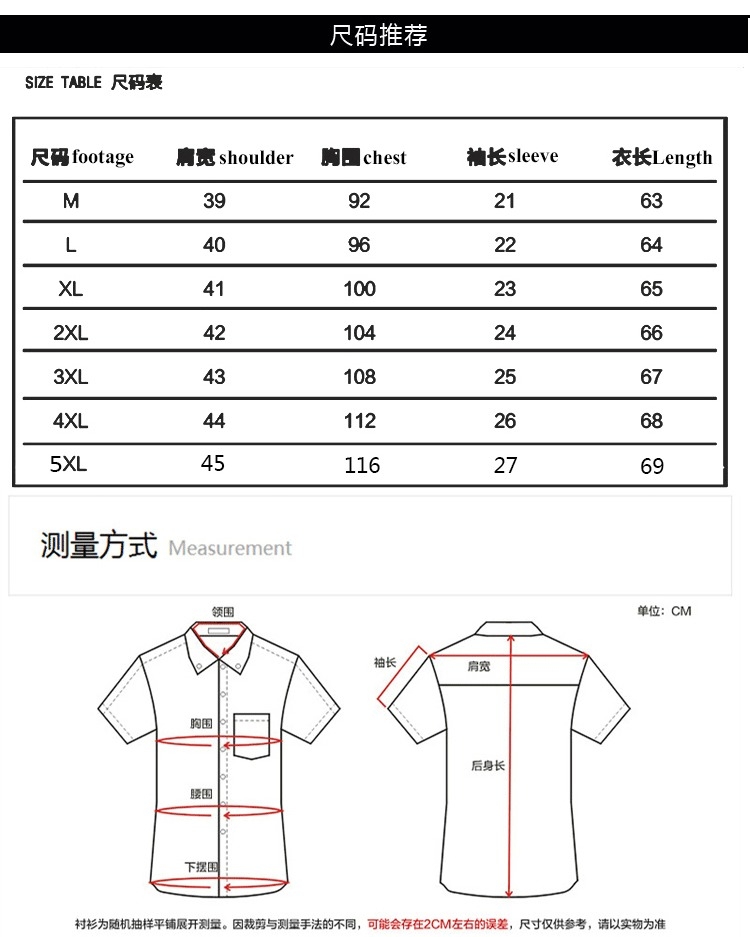 尺码推荐
SIZE TABLE 尺码表
尺码footage 肩宽shoulder 胸围chest 袖长sleeve 衣长Length
M 39 92 21 63
L 40 96 22 64
XL 41 100 23 65
2XL 42 104 24 66
3XL 43 108 25 67
4XL 44 112 26 68
5XL 45 116 27 69
测量方式 Measurement
单位：CM
领围
胸围
腰围
下摆围
袖长
肩宽
后身长
衬衫为随机抽样平铺展开测量。因裁剪与测量手法的不同，可能会存在2CM左右的误差，尺寸仅供参考，请以实物为准